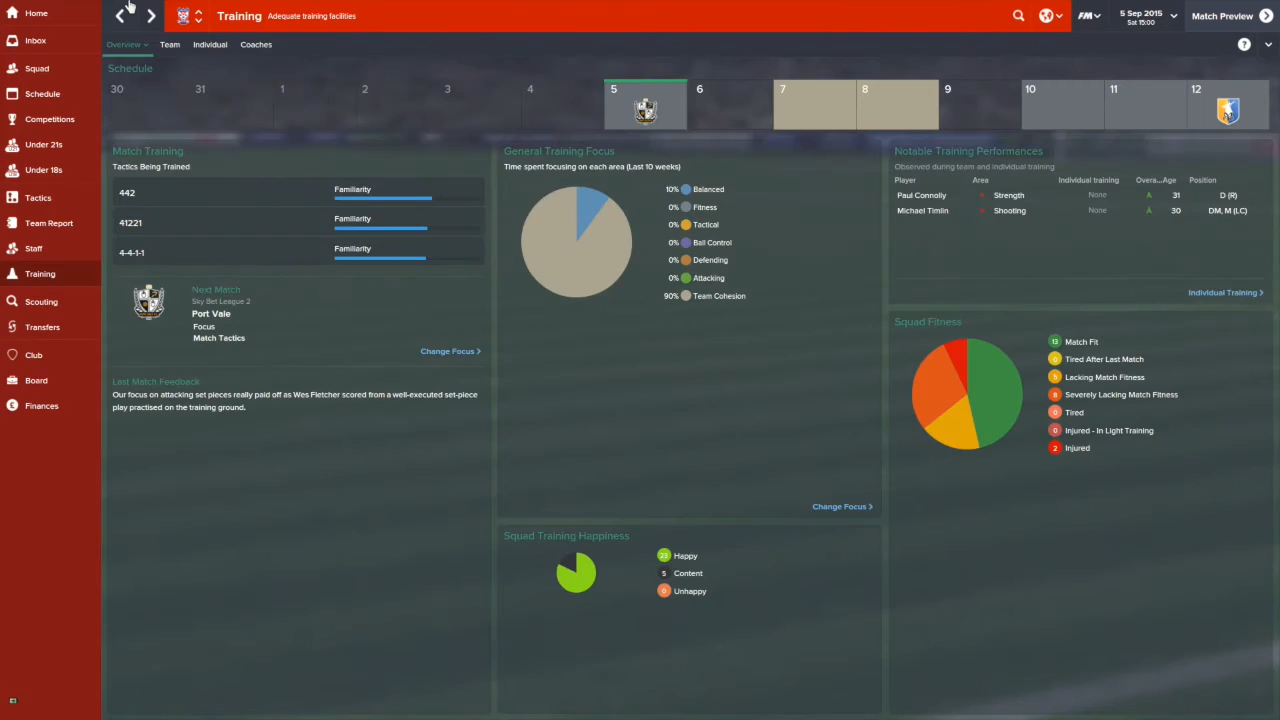 Home
Inbox
Squad
Schedule
Competitions
Under 21s
Under 18s
Tactics
Team Report
Staff
Training
Scouting
Transfers
Club
Board
Finances
Training Adequate training facilities
FM
5 Sep 2015
Sat 15:00
Match Preview
Overview Team Individual Coaches
?
Schedule
30 31 1 2 3 4 5 6 7 8 9 10 11 12
Match Training
Tactics Being Trained
442 Familiarity
41221 Familiarity
4-4-1-1 Familiarity
Next Match
Sky Bet League 2
Port Vale
Focus
Match Tactics
Change Focus >
Last Match Feedback
Our focus on attacking set pieces really paid off as Wes Fletcher scored from a well-executed set-piece
play practised on the training ground.
General Training Focus
Time spent focusing on each area (Last 10 weeks)
10% Balanced
0% Fitness
0% Tactical
0% Ball Control
0% Defending
0% Attacking
90% Team Cohesion
Change Focus >
Squad Training Happiness
23 Happy
5 Content
0 Unhappy
Notable Training Performances
Observed during team and individual training
Player Area Individual training Overa... Age Position
Paul Connolly Strength None A 31 D (R)
Michael Timlin Shooting None A 30 DM, M (LC)
Individual Training >
Squad Fitness
13 Match Fit
0 Tired After Last Match
5 Lacking Match Fitness
8 Severely Lacking Match Fitness
0 Tired
0 Injured - In Light Training
2 Injured